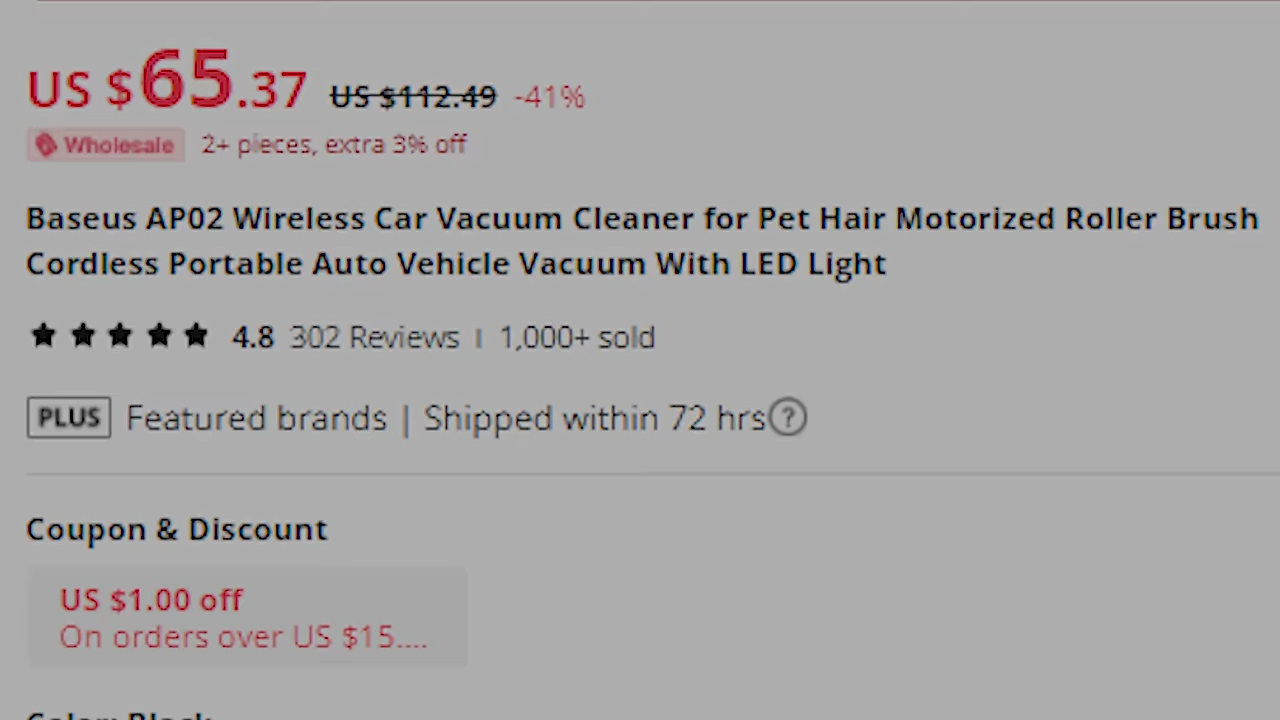 US $65.37 US $112.49 -41%
Wholesale 2+ pieces, extra 3% off
Baseus AP02 Wireless Car Vacuum Cleaner for Pet Hair Motorized Roller Brush
Cordless Portable Auto Vehicle Vacuum With LED Light
4.8 302 Reviews | 1,000+ sold
PLUS Featured brands | Shipped within 72 hrs?
Coupon & Discount
US $1.00 off
On orders over US $15....
Color: Black